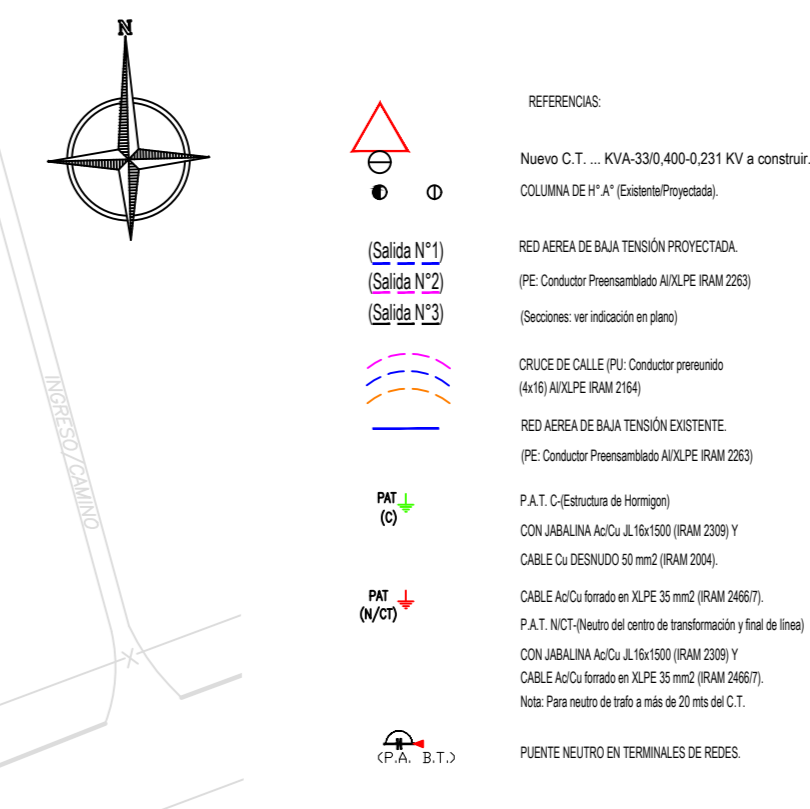 N
REFERENCIAS:
Nuevo C.T. ... KVA-33/0,400-0,231 KV a construir.
COLUMNA DE H°.A° (Existente/Proyectada).
(Salida N°1)
RED AEREA DE BAJA TENSIÓN PROYECTADA.
(Salida N°2)
(PE: Conductor Preensamblado Al/XLPE IRAM 2263)
(Salida N°3)
(Secciones: ver indicación en plano)
CRUCE DE CALLE (PU: Conductor prereunido
(4x16) Al/XLPE IRAM 2164)
INGRESO/CAMINO
RED AEREA DE BAJA TENSIÓN EXISTENTE.
(PE: Conductor Preensamblado Al/XLPE IRAM 2263)
PAT
(C)
P.A.T. C-(Estructura de Hormigon)
CON JABALINA Ac/Cu JL16x1500 (IRAM 2309) Y
CABLE Cu DESNUDO 50 mm2 (IRAM 2004).
PAT
(N/CT)
CABLE Ac/Cu forrado en XLPE 35 mm2 (IRAM 2466/7).
P.A.T. N/CT-(Neutro del centro de transformación y final de línea)
CON JABALINA Ac/Cu JL16x1500 (IRAM 2309) Y
CABLE Ac/Cu forrado en XLPE 35 mm2 (IRAM 2466/7).
Nota: Para neutro de trafo a más de 20 mts del C.T.
N
(P.A. B.T.)
PUENTE NEUTRO EN TERMINALES DE REDES.